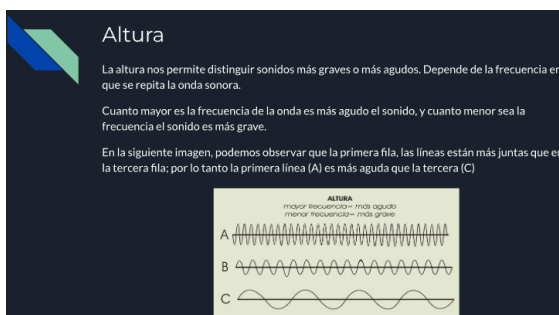 Altura
La altura nos permite distinguir sonidos más graves o más agudos. Depende de la frecuencia en
que se repita la onda sonora.
Cuanto mayor es la frecuencia de la onda es más agudo el sonido, y cuanto menor sea la
frecuencia el sonido es más grave.
En la siguiente imagen, podemos observar que la primera fila, las líneas están más juntas que en
la tercera fila; por lo tanto la primera línea (A) es más aguda que la tercera (C)
ALTURA
mayor frecuencia= más agudo
menor frecuencia= más grave
A
B
C